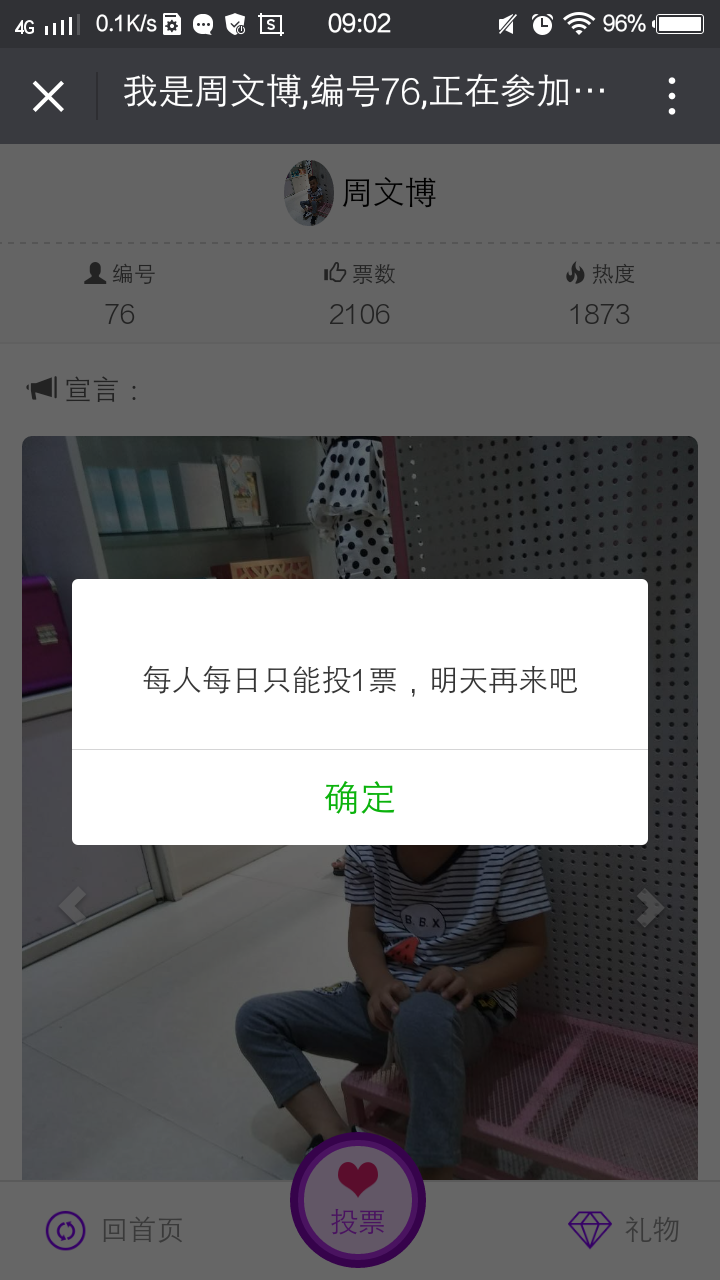 4G 0.1K/s S 09:02 96%
我是周文博,编号76,正在参加…
周文博
编号 票数 热度
76 2106 1873
宣言：
每人每日只能投1票，明天再来吧
确定
B. B. X
回首页 投票 礼物